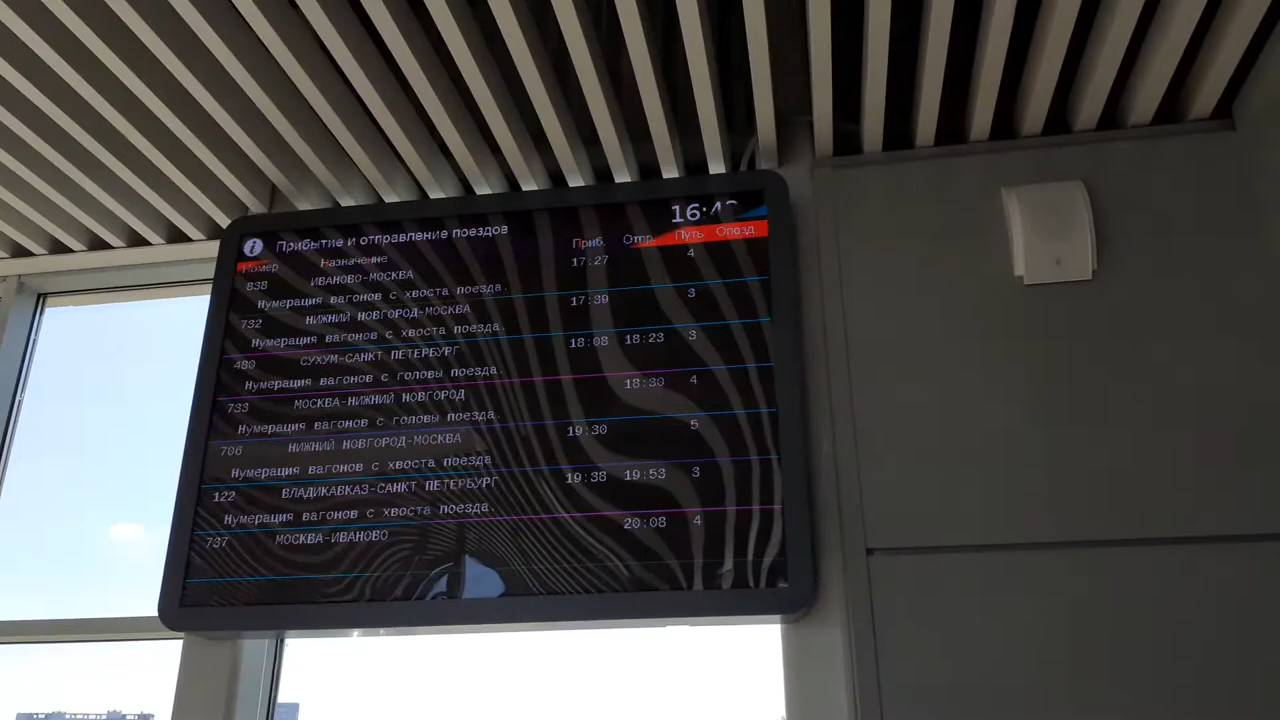 16:42
Прибытие и отправление поездов
Номер Назначение Приб. Отпр. Путь Опозд
838 ИВАНОВО-МОСКВА 17:27 4
Нумерация вагонов с хвоста поезда.
732 НИЖНИЙ НОВГОРОД-МОСКВА 17:39 3
Нумерация вагонов с хвоста поезда.
480 СУХУМ-САНКТ ПЕТЕРБУРГ 18:08 18:23 3
Нумерация вагонов с головы поезда.
733 МОСКВА-НИЖНИЙ НОВГОРОД 18:30 4
Нумерация вагонов с головы поезда.
706 НИЖНИЙ НОВГОРОД-МОСКВА 19:30 5
Нумерация вагонов с хвоста поезда
122 ВЛАДИКАВКАЗ-САНКТ ПЕТЕРБУРГ 19:38 19:53 3
Нумерация вагонов с хвоста поезда.
737 МОСКВА-ИВАНОВО 20:08 4